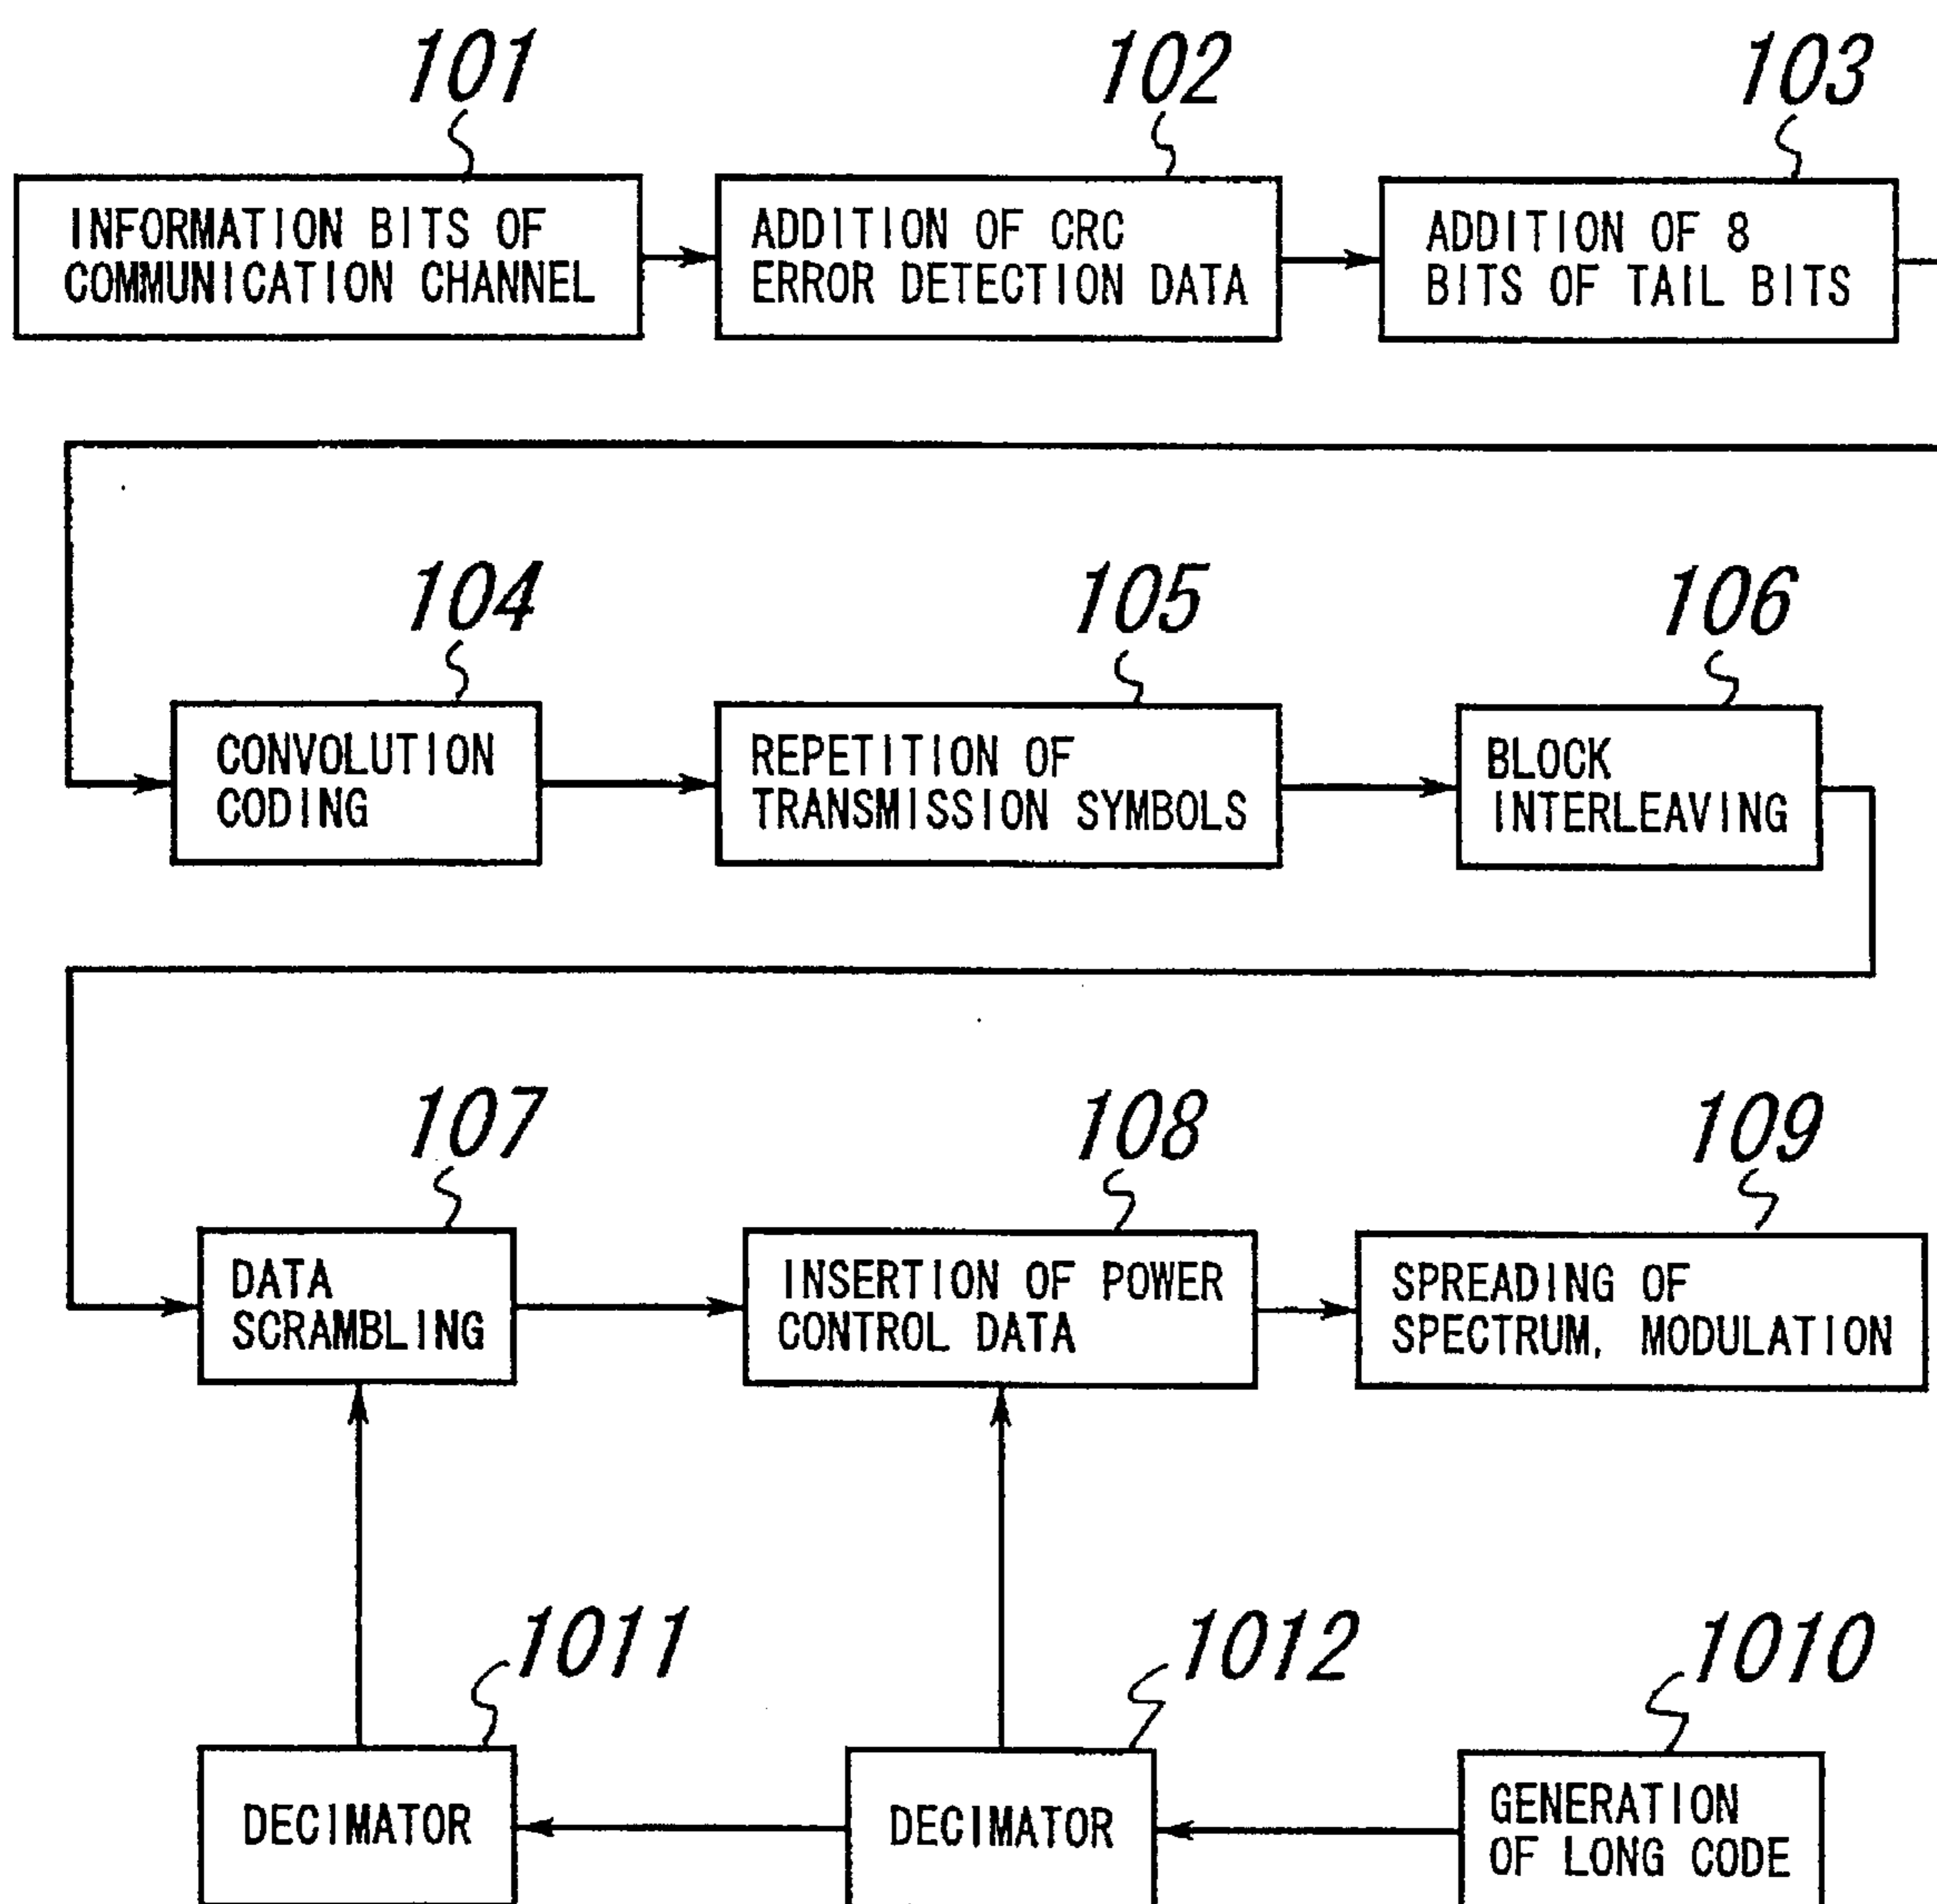 101
102
103
INFORMATION BITS OF
COMMUNICATION CHANNEL
ADDITION OF CRC
ERROR DETECTION DATA
ADDITION OF 8
BITS OF TAIL BITS
104
105
106
CONVOLUTION
CODING
REPETITION OF
TRANSMISSION SYMBOLS
BLOCK
INTERLEAVING
107
108
109
DATA
SCRAMBLING
INSERTION OF POWER
CONTROL DATA
SPREADING OF
SPECTRUM, MODULATION
1011
1012
1010
DECIMATOR
DECIMATOR
GENERATION
OF LONG CODE